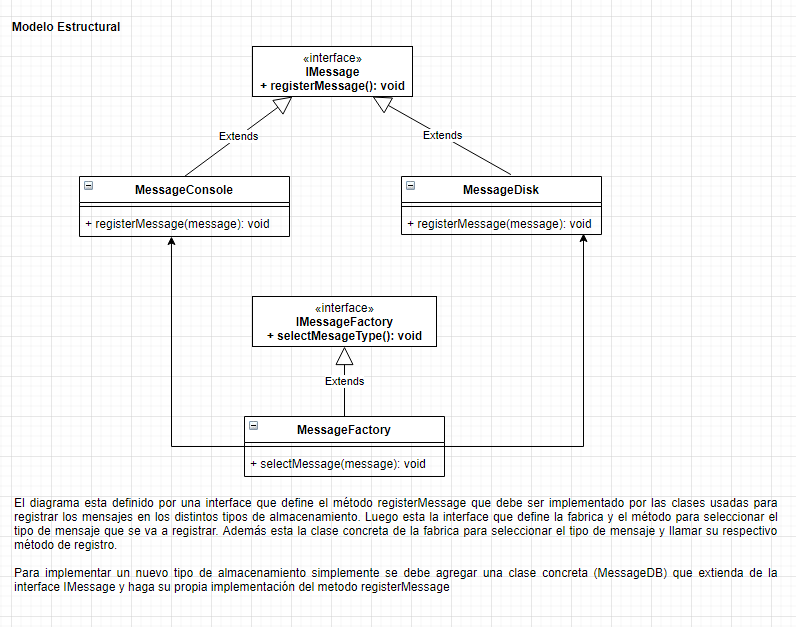 Modelo Estructural
«interface»
IMessage
+ registerMessage(): void
Extends
Extends
MessageConsole
+ registerMessage(message): void
MessageDisk
+ registerMessage(message): void
«interface»
IMessageFactory
+ selectMesageType(): void
Extends
MessageFactory
+ selectMessage(message): void
El diagrama esta definido por una interface que define el método registerMessage que debe ser implementado por las clases usadas para
registrar los mensajes en los distintos tipos de almacenamiento. Luego esta la interface que define la fabrica y el método para seleccionar el
tipo de mensaje que se va a registrar. Además esta la clase concreta de la fabrica para seleccionar el tipo de mensaje y llamar su respectivo
método de registro.
Para implementar un nuevo tipo de almacenamiento simplemente se debe agregar una clase concreta (MessageDB) que extienda de la
interface IMessage y haga su propia implementación del metodo registerMessage